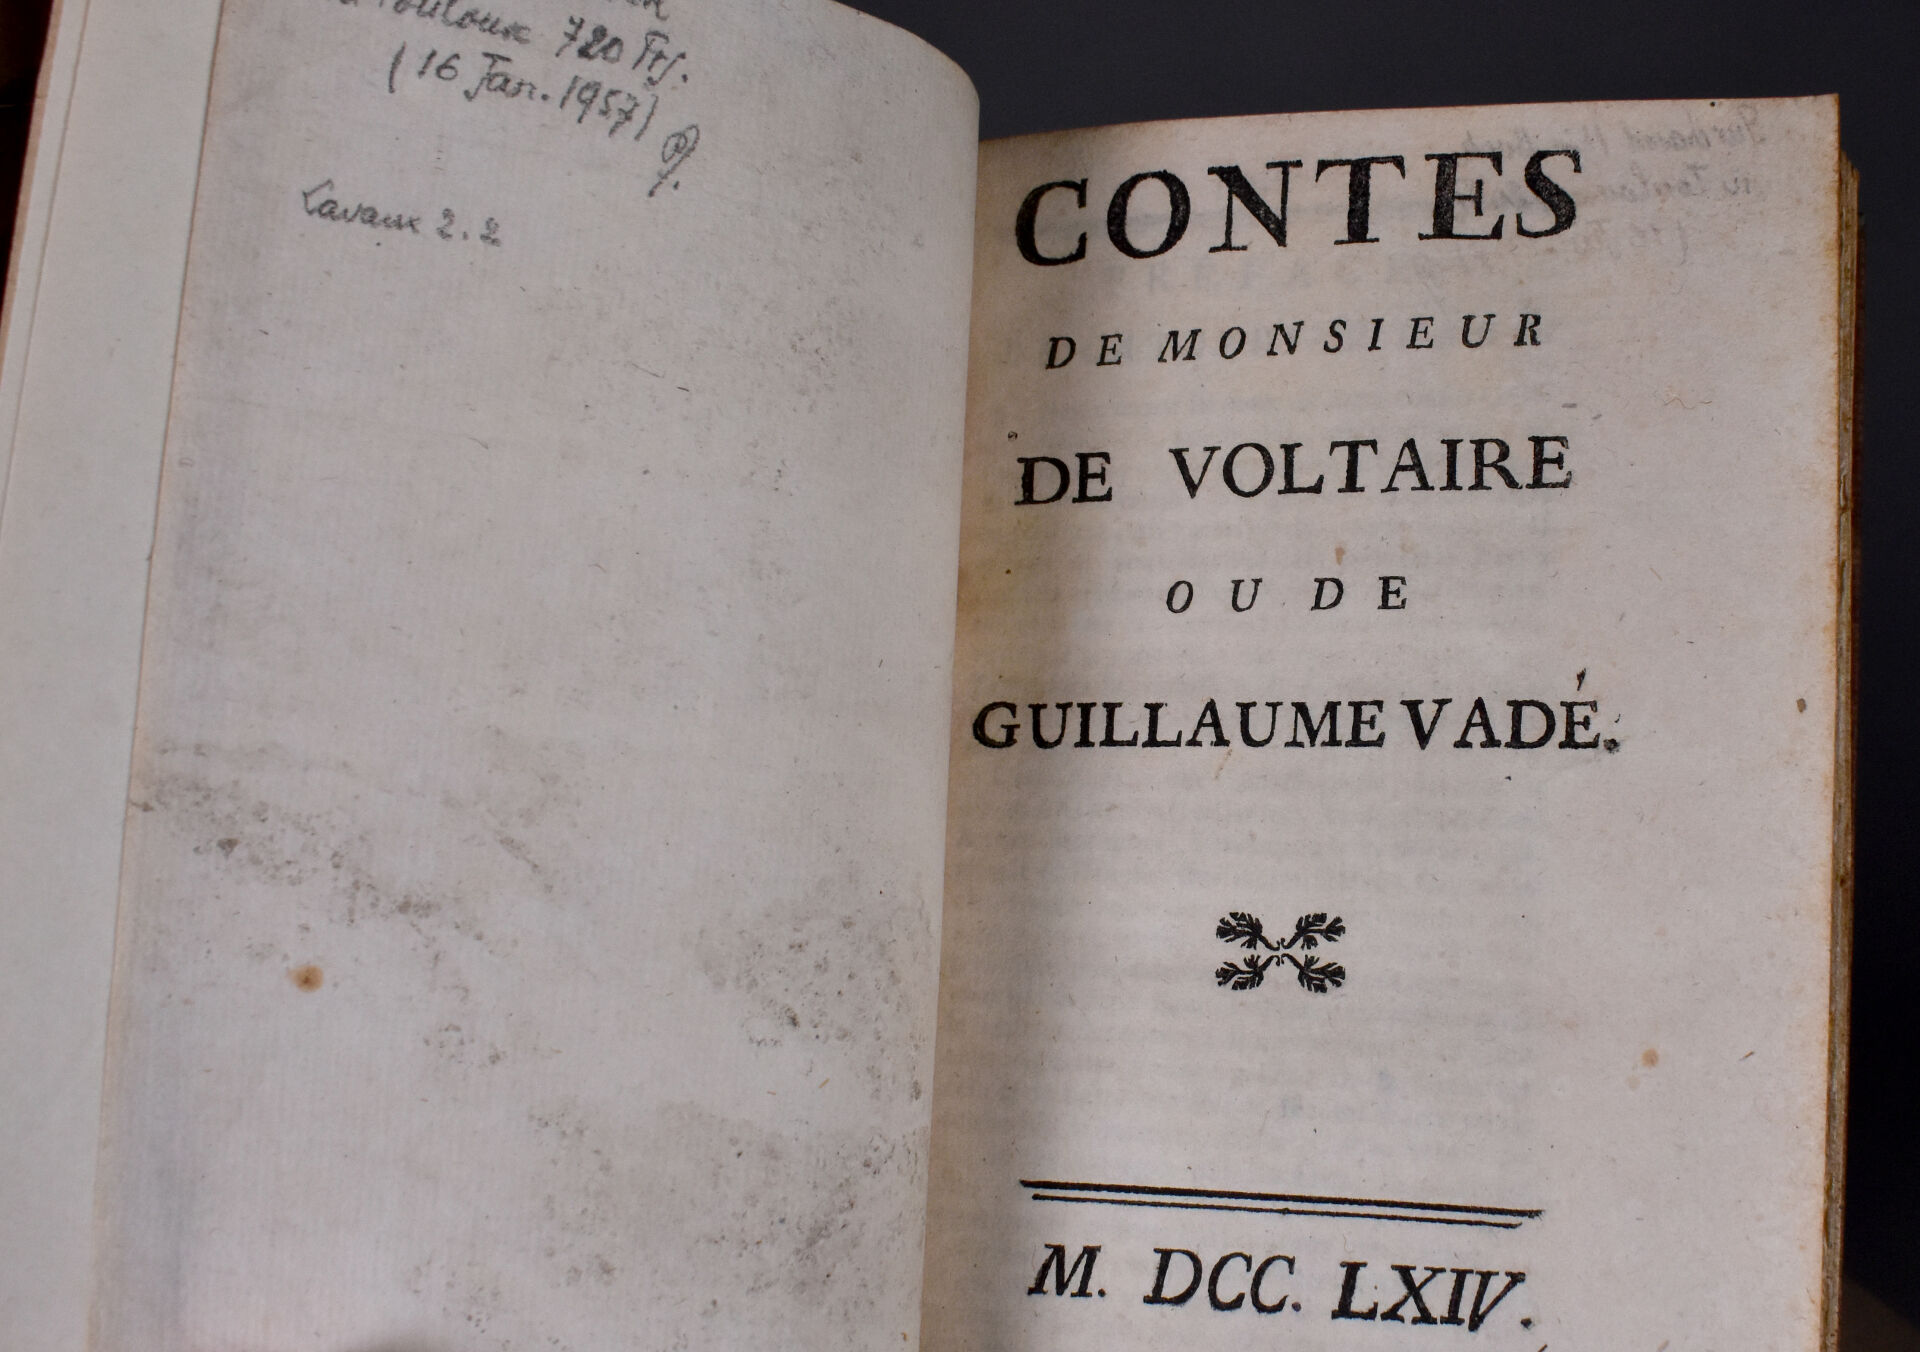 Toulouse 720 Frs.
(16 Jan. 1957)
Lavaux 2.2
CONTES
DE MONSIEUR
DE VOLTAIRE
OU DE
GUILLAUME VADÉ.
M. DCC. LXIV.